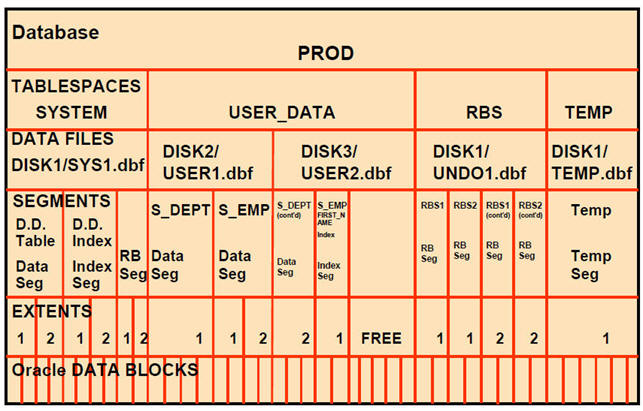 Database
PROD
TABLESPACES
SYSTEM USER_DATA RBS TEMP
DATA FILES
DISK1/SYS1.dbf
DISK2/
USER1.dbf
DISK3/
USER2.dbf
DISK1/
UNDO1.dbf
DISK1/
TEMP.dbf
SEGMENTS
D.D.
Table
Data
Seg
D.D.
Index
Index
Seg
RB
Seg
S_DEPT
Data
Seg
S_EMP
Data
Seg
S_DEPT
(cont'd)
Data
Seg
S_EMP
FIRST_N
AME
Index
Index
Seg
RBS1
RB
Seg
RBS2
RB
Seg
RBS1
(cont'd)
RB
Seg
RBS2
(cont'd)
RB
Seg
Temp
Temp
Seg
EXTENTS
1 2 1 2 1 2 1 1 2 2 1 FREE 1 1 2 2 1
Oracle DATA BLOCKS